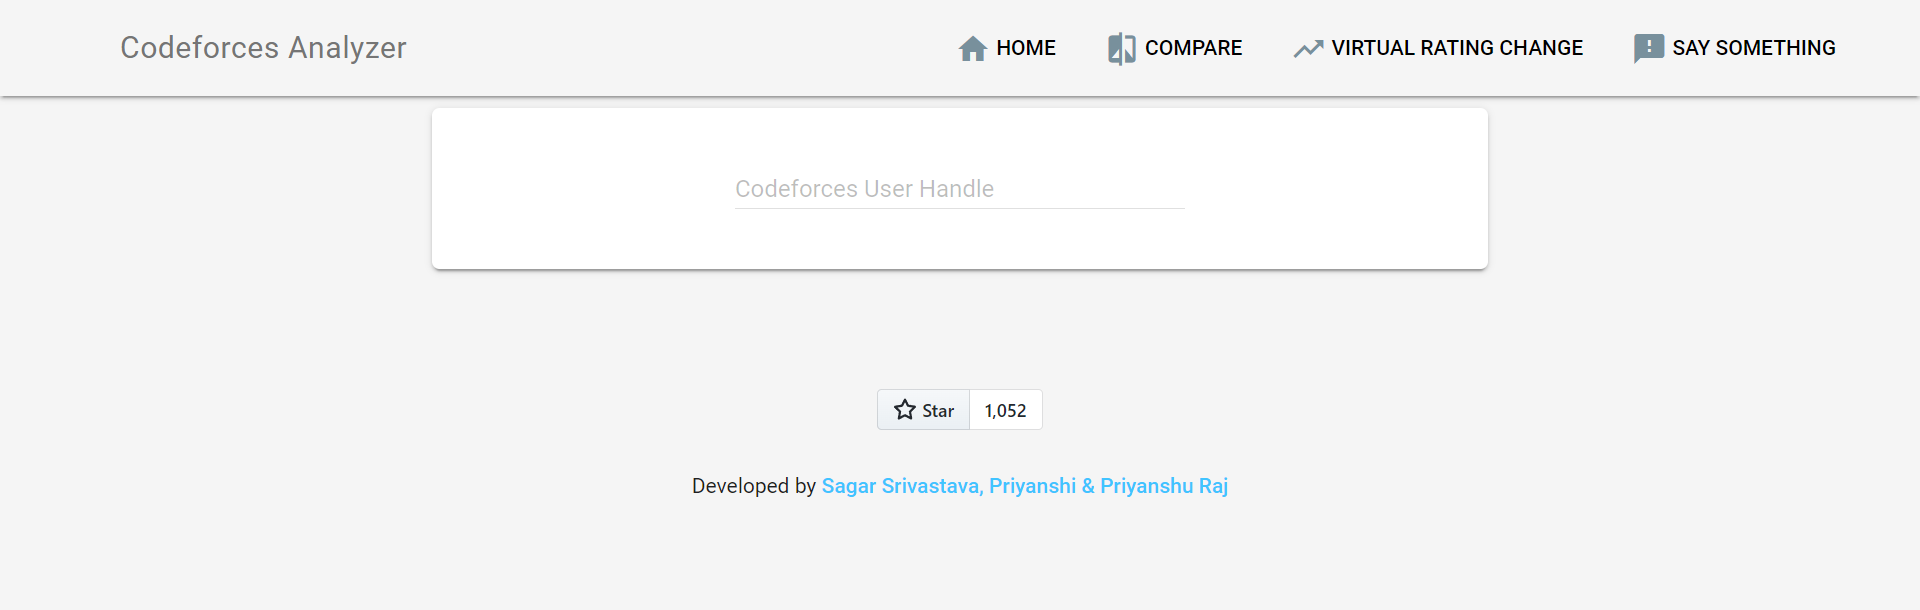 Codeforces Analyzer HOME COMPARE VIRTUAL RATING CHANGE SAY SOMETHING
Codeforces User Handle
Star 1,052
Developed by Sagar Srivastava, Priyanshi & Priyanshu Raj